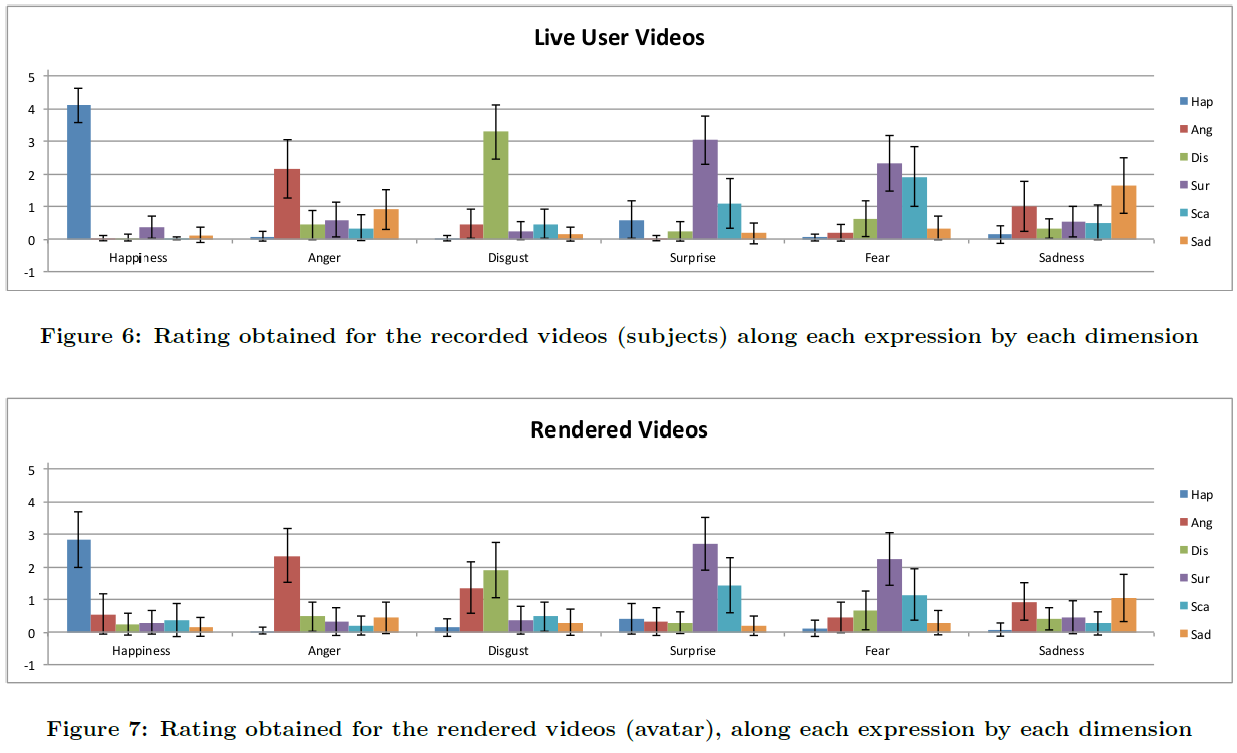 Live User Videos
5
4
3
2
1
0
-1
Happiness Anger Disgust Surprise Fear Sadness
Hap
Ang
Dis
Sur
Sca
Sad
Figure 6: Rating obtained for the recorded videos (subjects) along each expression by each dimension
Rendered Videos
5
4
3
2
1
0
-1
Happiness Anger Disgust Surprise Fear Sadness
Hap
Ang
Dis
Sur
Sca
Sad
Figure 7: Rating obtained for the rendered videos (avatar), along each expression by each dimension